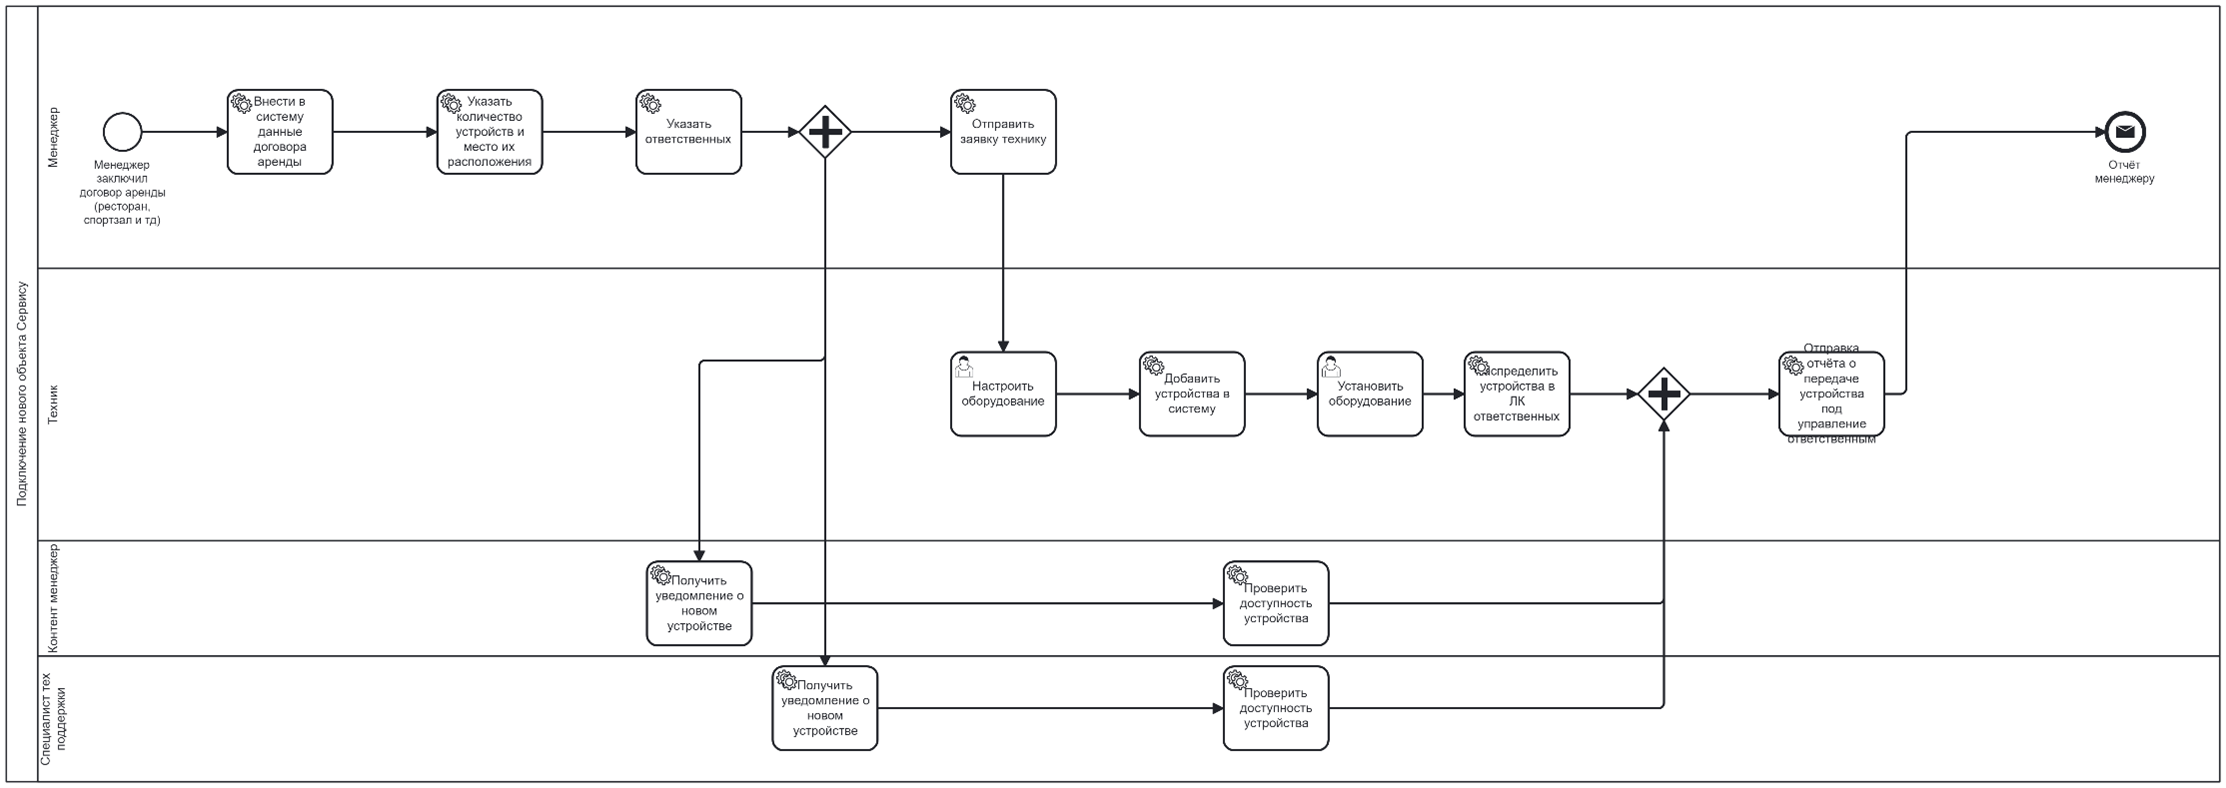 Подключение нового объекта Сервису
Менеджер
Менеджер
заключил
договор аренды
(ресторан,
спортзал и тд)
Внести в
систему
данные
договора
аренды
Указать
количество
устройств и
место их
расположения
Указать
ответственных
Отправить
заявку технику
Отчёт
менеджеру
Техник
Настроить
оборудование
Добавить
устройства в
систему
Установить
оборудование
спределить
устройства в
ЛК
ответственных
Отправка
отчёта о
передаче
устройства
под
управление
ответственным
Контент менеджер
Получить
уведомление о
новом
устройстве
Проверить
доступность
устройства
Специалист тех
поддержки
Получить
уведомление о
новом
устройстве
Проверить
доступность
устройства